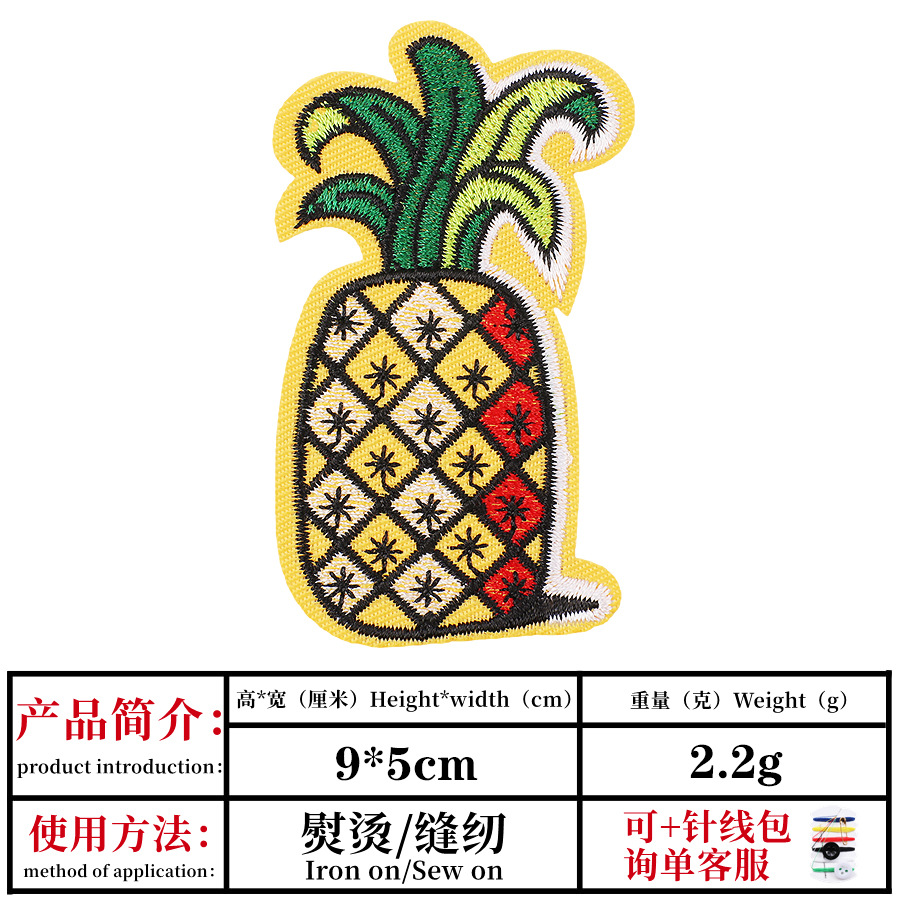 产品简介：
product introduction：
高*宽（厘米）Height*width（cm）
重量（克）Weight（g）
9*5cm
2.2g
使用方法：
method of application：
熨烫/缝纫
Iron on/Sew on
可+针线包
询单客服